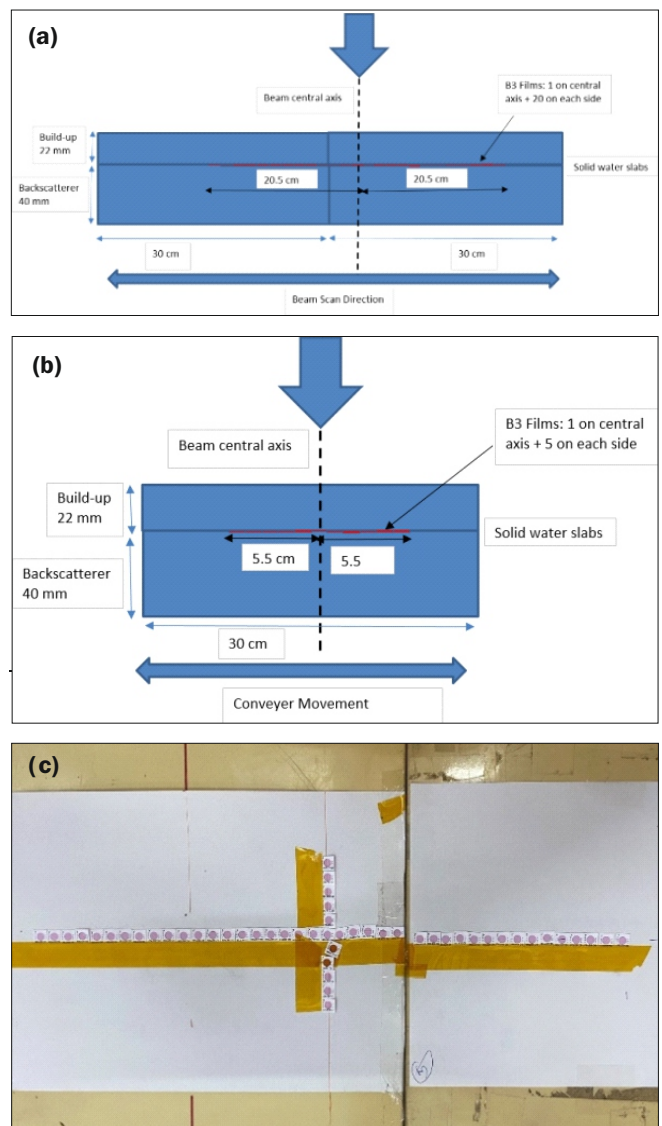 (a)
Beam central axis
B3 Films: 1 on central
axis + 20 on each side
Build-up
22 mm
Solid water slabs
20.5 cm
20.5 cm
Backscatterer
40 mm
30 cm
30 cm
Beam Scan Direction
(b)
B3 Films: 1 on central
axis + 5 on each side
Beam central axis
Build-up
22 mm
Solid water slabs
5.5 cm
5.5
Backscatterer
40 mm
30 cm
Conveyer Movement
(c)